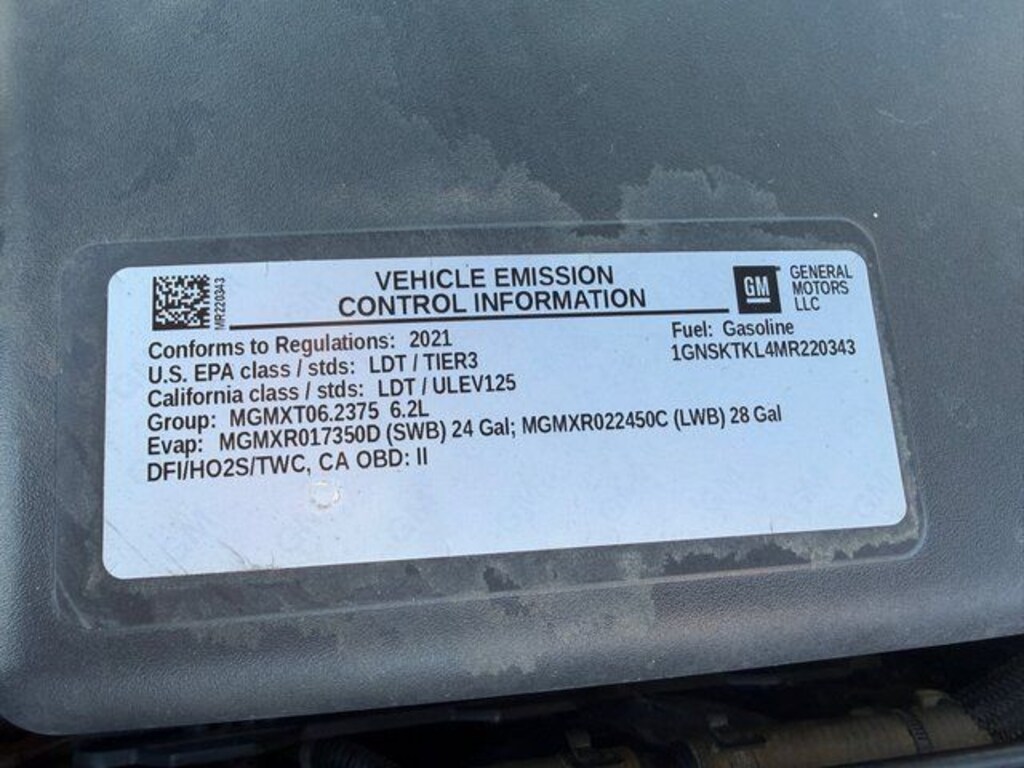 MR220343
VEHICLE EMISSION
CONTROL INFORMATION
GM
GENERAL
MOTORS
LLC
Conforms to Regulations: 2021
Fuel: Gasoline
U.S. EPA class / stds: LDT / TIER3
1GNSKTKL4MR220343
California class / stds: LDT / ULEV125
Group: MGMXT06.2375 6.2L
Evap: MGMXR017350D (SWB) 24 Gal; MGMXR022450C (LWB) 28 Gal
DFI/HO2S/TWC, CA OBD: II